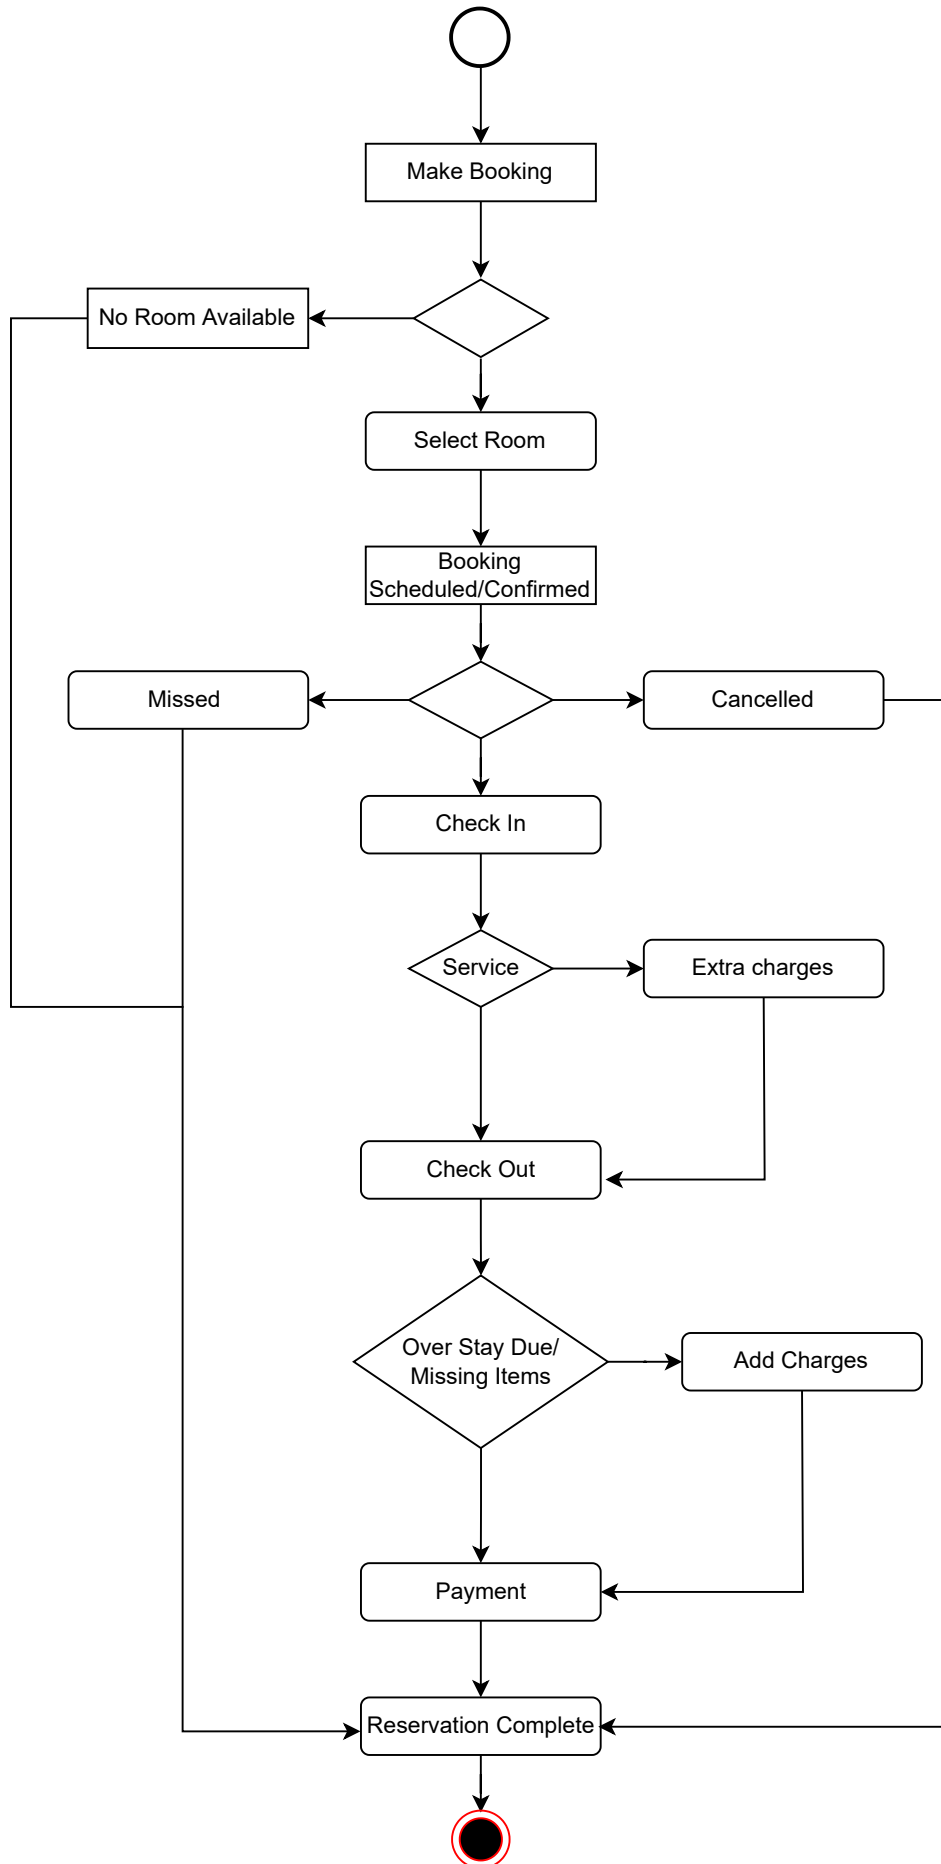 Make Booking
No Room Available
Select Room
Booking
Scheduled/Confirmed
Missed
Cancelled
Check In
Service
Extra charges
Check Out
Over Stay Due/
Missing Items
Add Charges
Payment
Reservation Complete